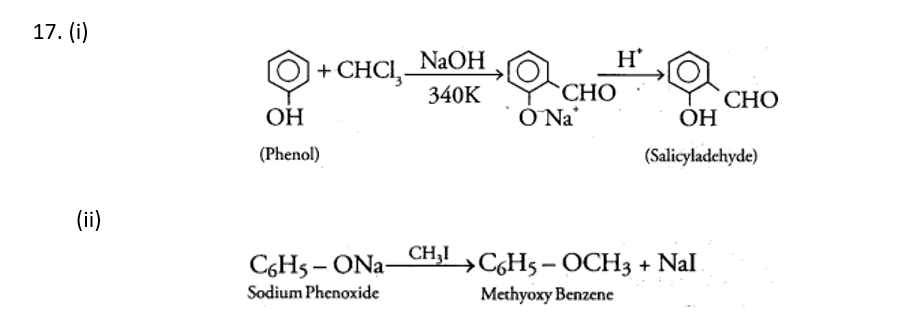 17. (i)
+ CHCl₃ NaOH 340K CHO H⁺ CHO
OH O⁻Na⁺ OH
(Phenol) (Salicyladehyde)
(ii)
C₆H₅ – ONa CH₃I → C₆H₅ – OCH₃ + NaI
Sodium Phenoxide Methyoxy Benzene